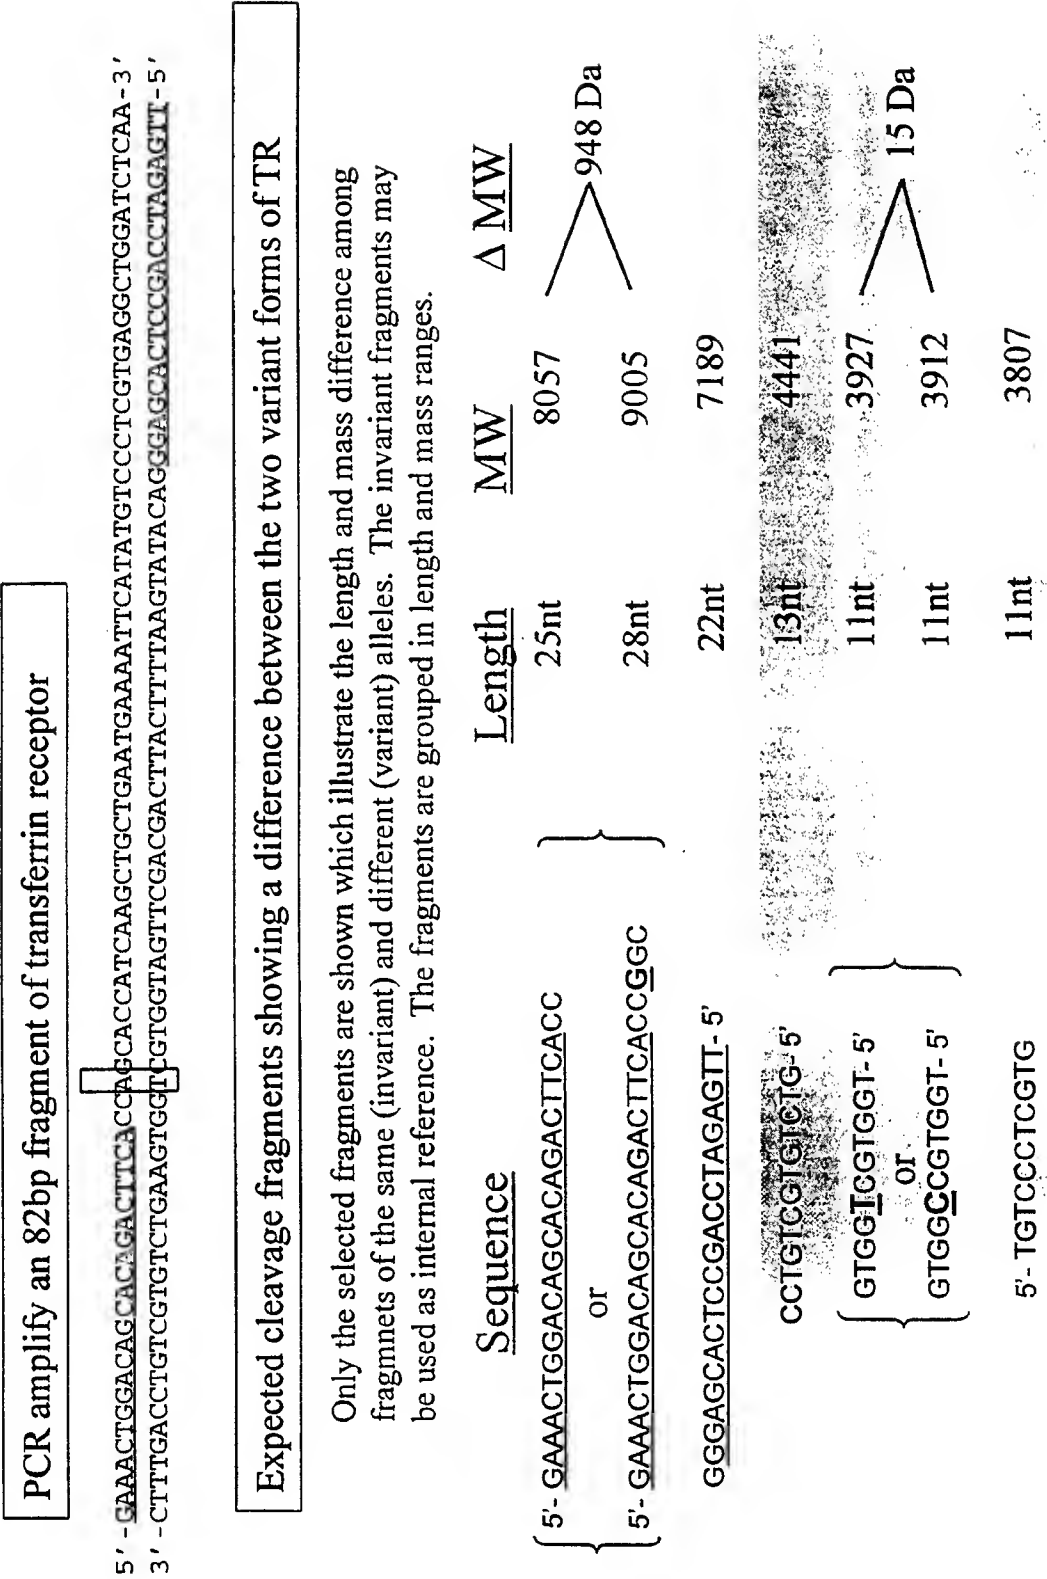 PCR amplify an 82bp fragment of transferrin receptor
5'-GAAACTGGACAGCACAGACTTCACCAGCACCATCAAGCTGCTGAATGAAAATTCATATGTCCCTCGTGAGGCTGGATCTCAA-3'
3'-CTTTGACCTGTCGTGTCTGAAGTGGTCGTGGTAGTTCGACGACTTACTTTTAAGTATACAGGGAGCACTCCGACCTAGAGTT-5'
Expected cleavage fragments showing a difference between the two variant forms of TR
Only the selected fragments are shown which illustrate the length and mass difference among
fragmnets of the same (invariant) and different (variant) alleles. The invariant fragments may
be used as internal reference. The fragments are grouped in length and mass ranges.
Sequence Length MW Δ MW
5'- GAAACTGGACAGCACAGACTTCACC 25nt 8057
or 948 Da
5'- GAAACTGGACAGCACAGACTTCACCGGC 28nt 9005
GGGAGCACTCCGACCTAGAGTT- 5' 22nt 7189
CCTGTCGTGTCTG- 5' 13nt 4441
GTGGTCGTGGT- 5' 11nt 3927
or 15 Da
GTGGCCGTGGT- 5' 11nt 3912
5'- TGTCCCTCGTG 11nt 3807